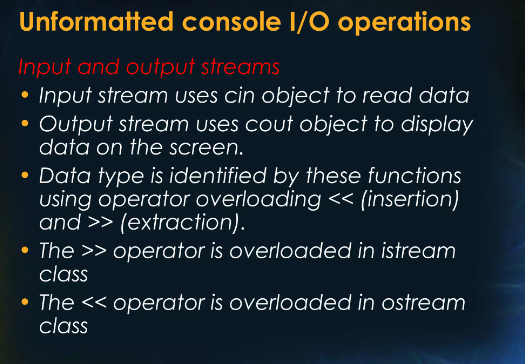 Unformatted console I/O operations
Input and output streams
• Input stream uses cin object to read data
• Output stream uses cout object to display
data on the screen.
• Data type is identified by these functions
using operator overloading << (insertion)
and >> (extraction).
• The >> operator is overloaded in istream
class
• The << operator is overloaded in ostream
class